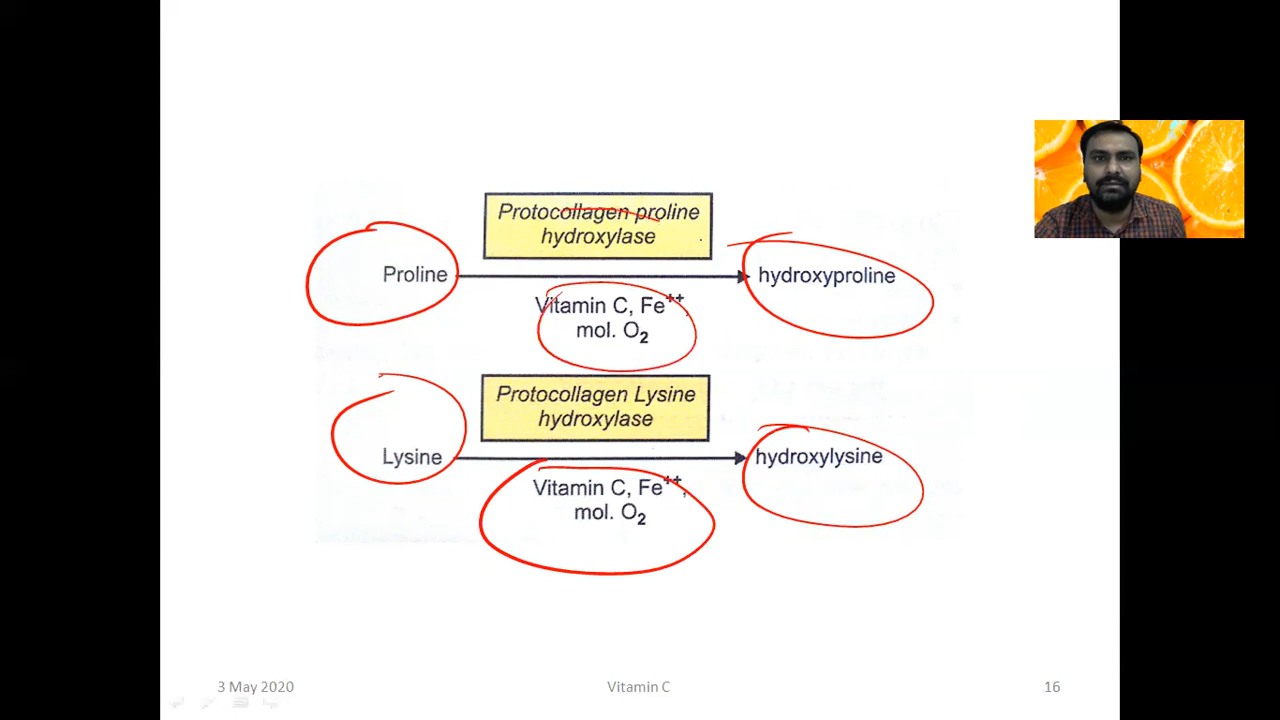 Protocollagen proline
hydroxylase
Proline
hydroxyproline
Vitamin C, Fe⁺⁺,
mol. O₂
Protocollagen Lysine
hydroxylase
Lysine
hydroxylysine
Vitamin C, Fe⁺⁺,
mol. O₂
3 May 2020
Vitamin C
16